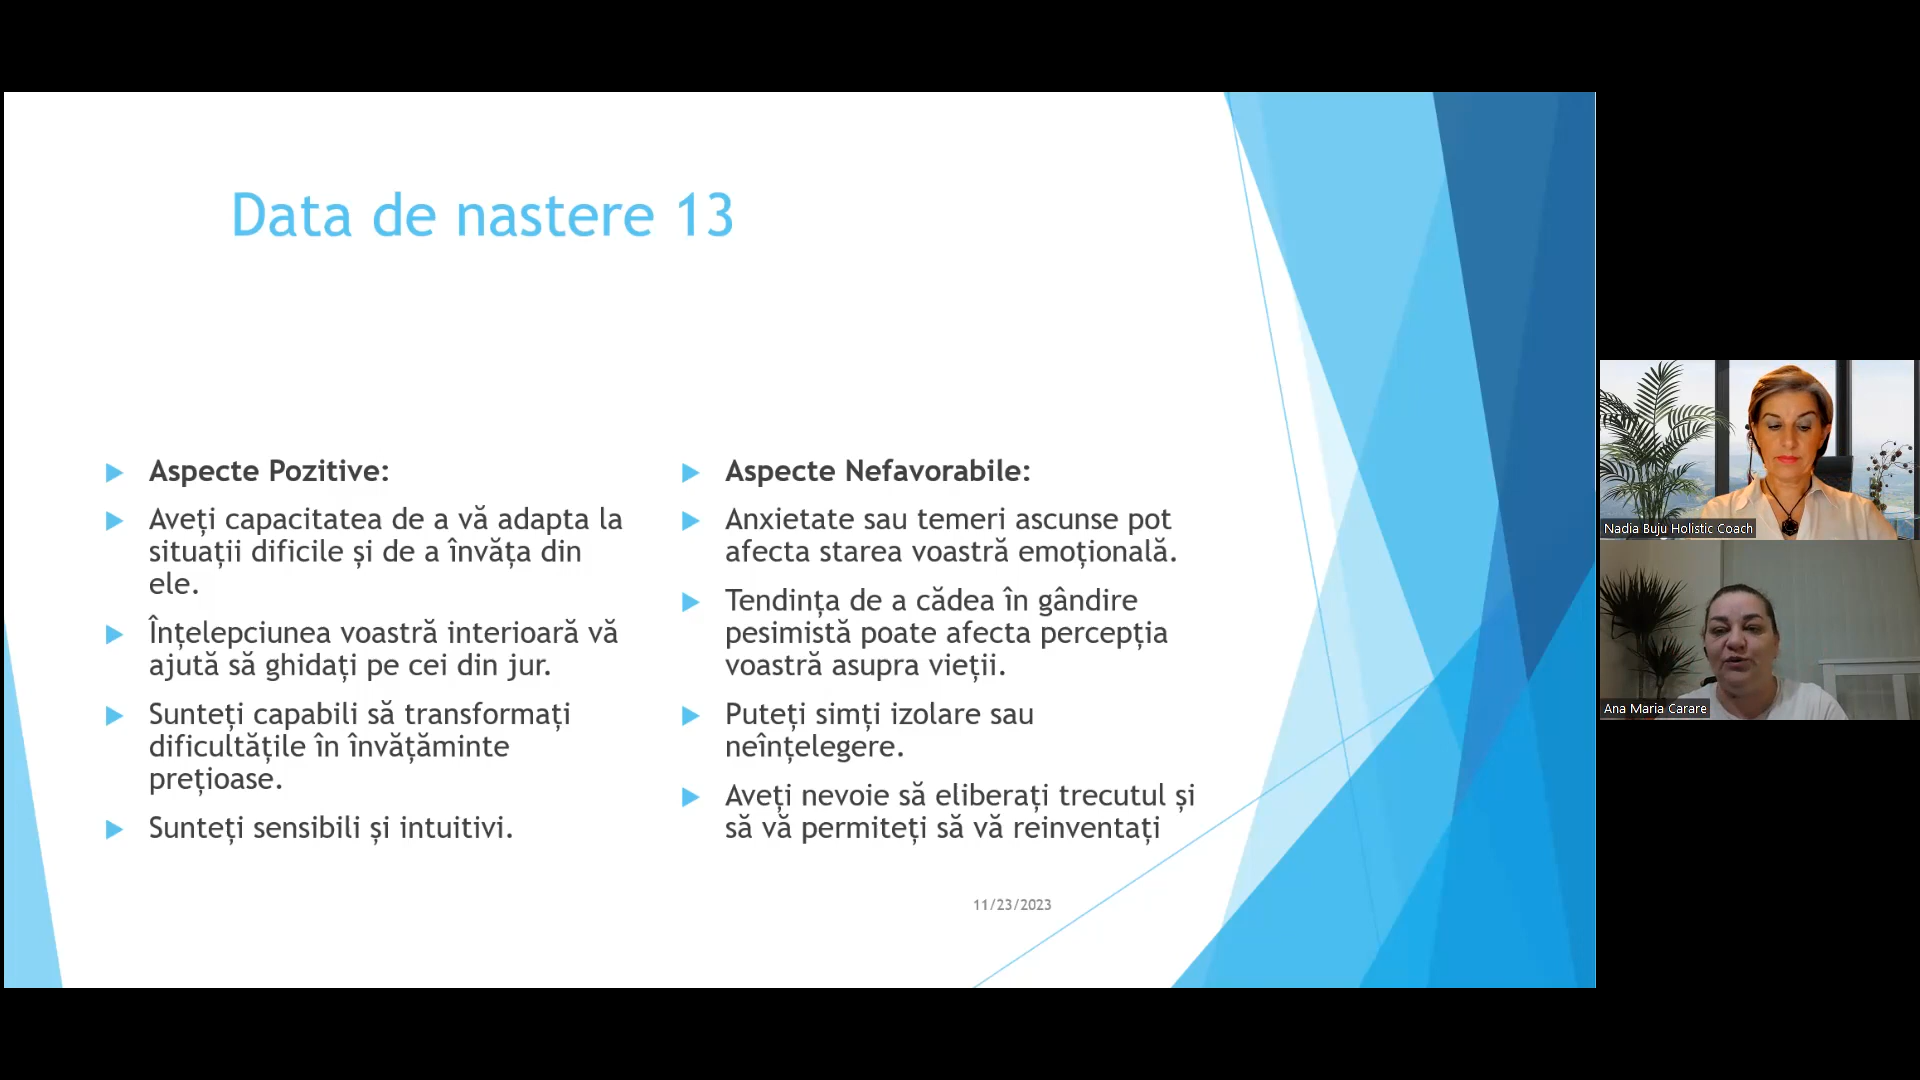 Data de nastere 13
Aspecte Pozitive:
Aveți capacitatea de a vă adapta la
situații dificile și de a învăța din
ele.
Înțelepciunea voastră interioară vă
ajută să ghidați pe cei din jur.
Sunteți capabili să transformați
dificultățile în învățăminte
prețioase.
Sunteți sensibili și intuitivi.
Aspecte Nefavorabile:
Anxietate sau temeri ascunse pot
afecta starea voastră emoțională.
Tendința de a cădea în gândire
pesimistă poate afecta percepția
voastră asupra vieții.
Puteți simți izolare sau
neînțelegere.
Aveți nevoie să eliberați trecutul și
să vă permiteți să vă reinventați
11/23/2023
Nadia Buju Holistic Coach
Ana Maria Carare